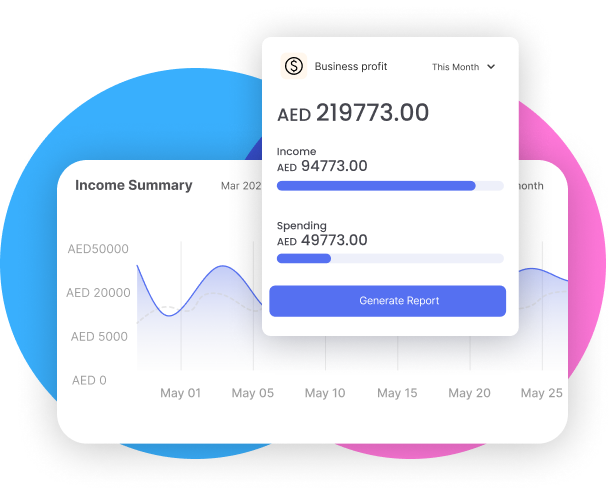 Business profit
This Month
AED 219773.00
Income
AED 94773.00
Spending
AED 49773.00
Generate Report
Income Summary
Mar 202
onth
AED50000
AED 20000
AED 5000
AED 0
May 01
May 05
May 10
May 15
May 20
May 25